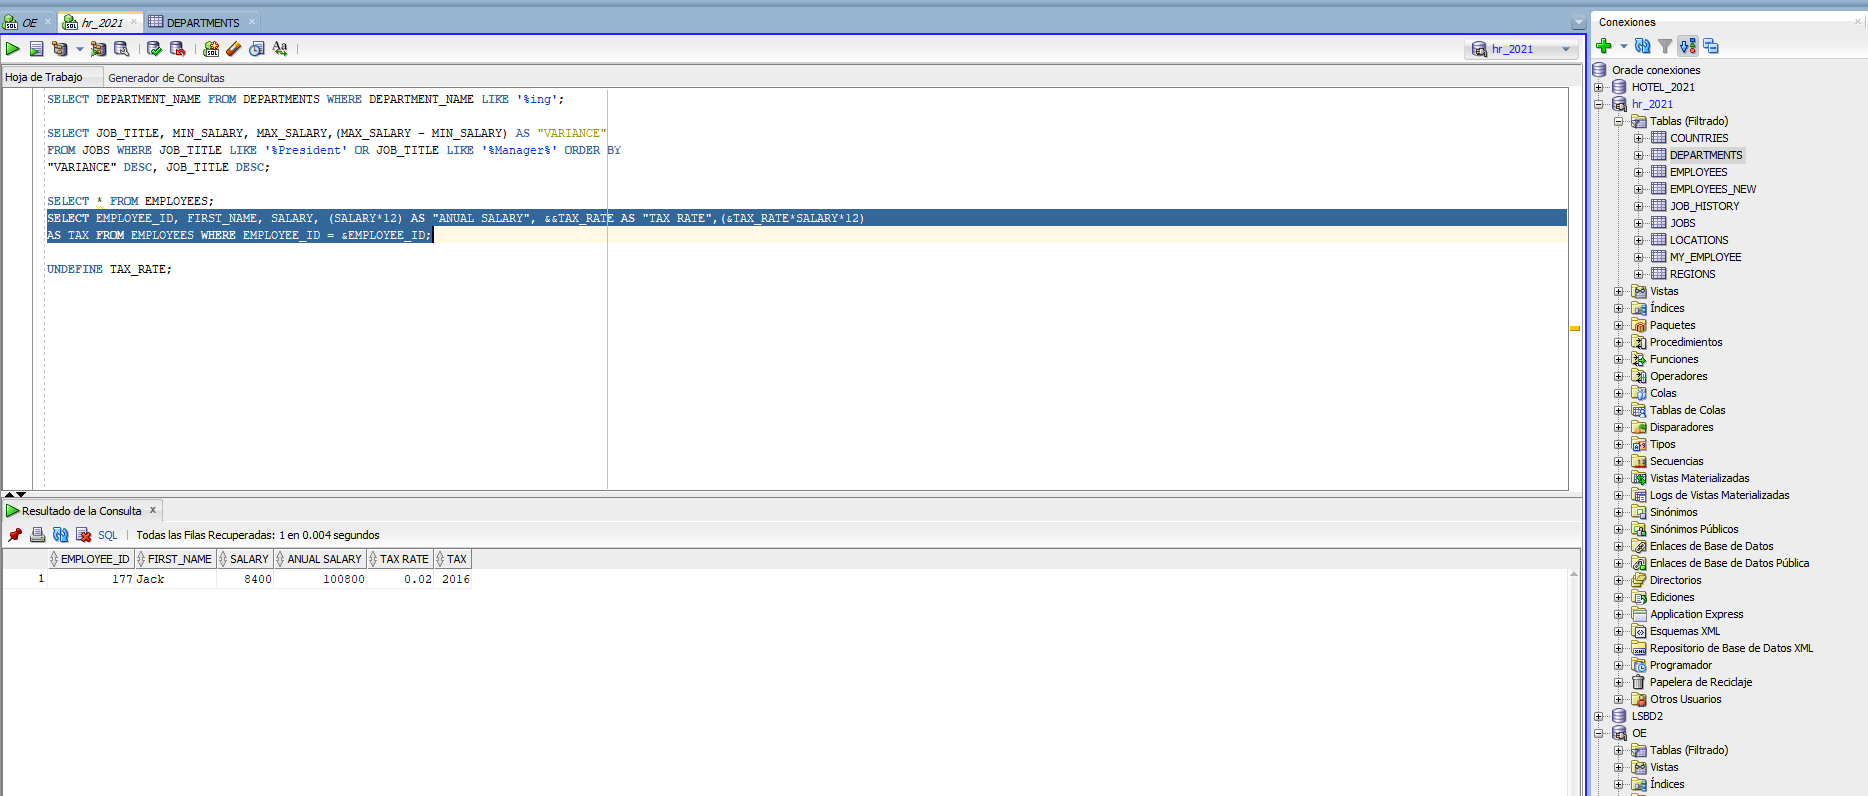 OE
hr_2021
DEPARTMENTS
hr_2021
Hoja de Trabajo
Generador de Consultas
SELECT DEPARTMENT_NAME FROM DEPARTMENTS WHERE DEPARTMENT_NAME LIKE '%ing';
SELECT JOB_TITLE, MIN_SALARY, MAX_SALARY,(MAX_SALARY - MIN_SALARY) AS "VARIANCE"
FROM JOBS WHERE JOB_TITLE LIKE '%President' OR JOB_TITLE LIKE '%Manager%' ORDER BY
"VARIANCE" DESC, JOB_TITLE DESC;
SELECT * FROM EMPLOYEES;
SELECT EMPLOYEE_ID, FIRST_NAME, SALARY, (SALARY*12) AS "ANUAL SALARY", &&TAX_RATE AS "TAX RATE",(&TAX_RATE*SALARY*12)
AS TAX FROM EMPLOYEES WHERE EMPLOYEE_ID = &EMPLOYEE_ID;
UNDEFINE TAX_RATE;
Resultado de la Consulta
SQL | Todas las Filas Recuperadas: 1 en 0.004 segundos
EMPLOYEE_ID FIRST_NAME SALARY ANUAL SALARY TAX RATE TAX
1 177 Jack 8400 100800 0.02 2016
Conexiones
Oracle conexiones
HOTEL_2021
hr_2021
Tablas (Filtrado)
COUNTRIES
DEPARTMENTS
EMPLOYEES
EMPLOYEES_NEW
JOB_HISTORY
JOBS
LOCATIONS
MY_EMPLOYEE
REGIONS
Vistas
Índices
Paquetes
Procedimientos
Funciones
Operadores
Colas
Tablas de Colas
Disparadores
Tipos
Secuencias
Vistas Materializadas
Logs de Vistas Materializadas
Sinónimos
Sinónimos Públicos
Enlaces de Base de Datos
Enlaces de Base de Datos Pública
Directorios
Ediciones
Application Express
Esquemas XML
Repositorio de Base de Datos XML
Programador
Papelera de Reciclaje
Otros Usuarios
LSBD2
OE
Tablas (Filtrado)
Vistas
Índices